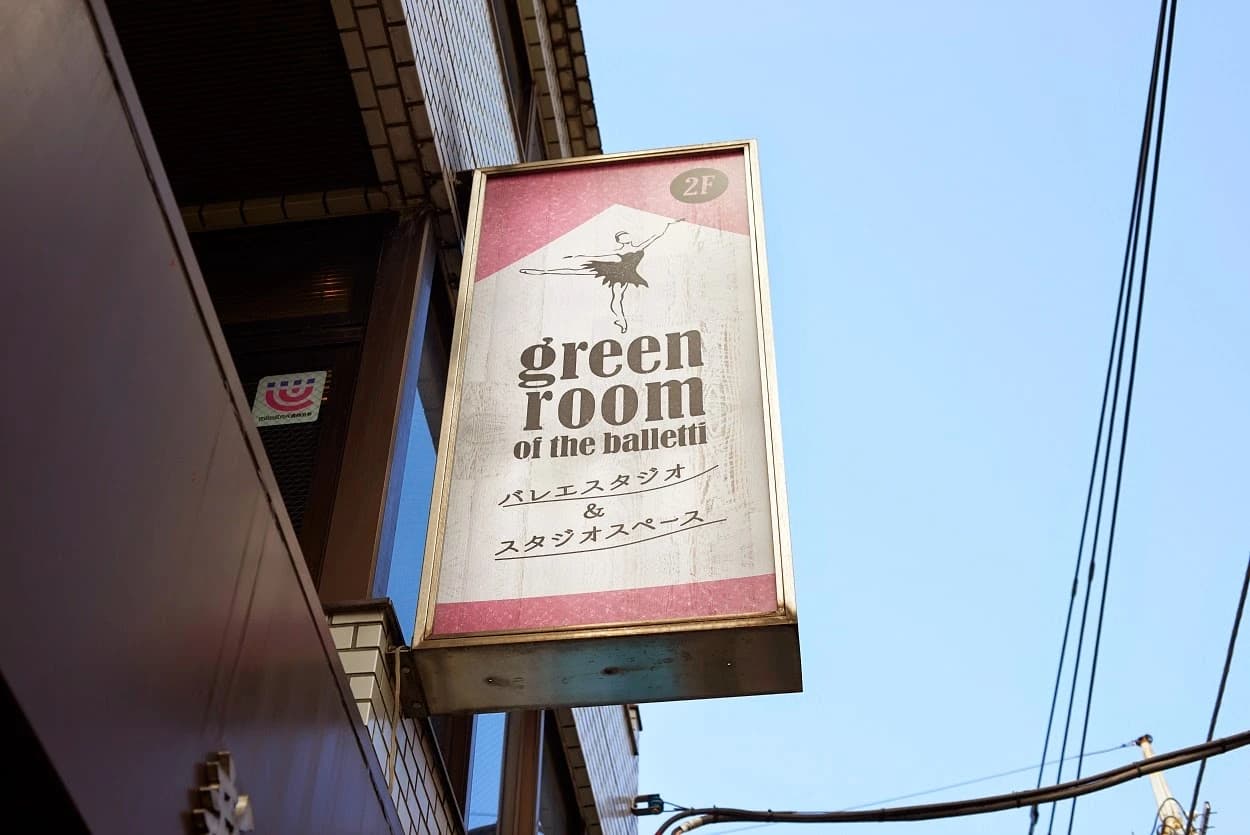 2F
green
room
of the balletti
バレエスタジオ
&
スタジオスペース